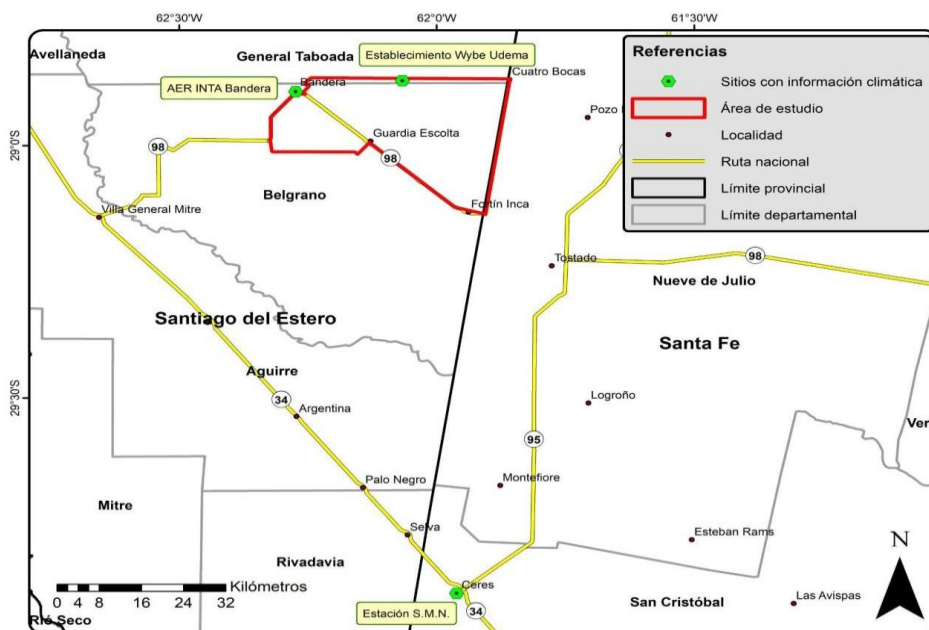 62°30'W
62°0'W
61°30'W
Avellaneda
General Taboada
Establecimiento Wybe Udema
Cuatro Bocas
AER INTA Bandera
Bandera
Guardia Escolta
98
98
29°0'S
Belgrano
Fortín Inca
Villa General Mitre
Referencias
Sitios con información climática
Área de estudio
Localidad
Ruta nacional
Límite provincial
Límite departamental
Pozo
Tostado
98
Nueve de Julio
Santiago del Estero
Santa Fe
Aguirre
29°30'S
34
Argentina
Logroño
95
Ver
Palo Negro
Montefiore
Mitre
Selva
Esteban Rams
Rivadavia
N
Kilómetros
0 4 8 16 24 32
Ceres
Estación S.M.N.
34
San Cristóbal
Las Avispas
Río Seco